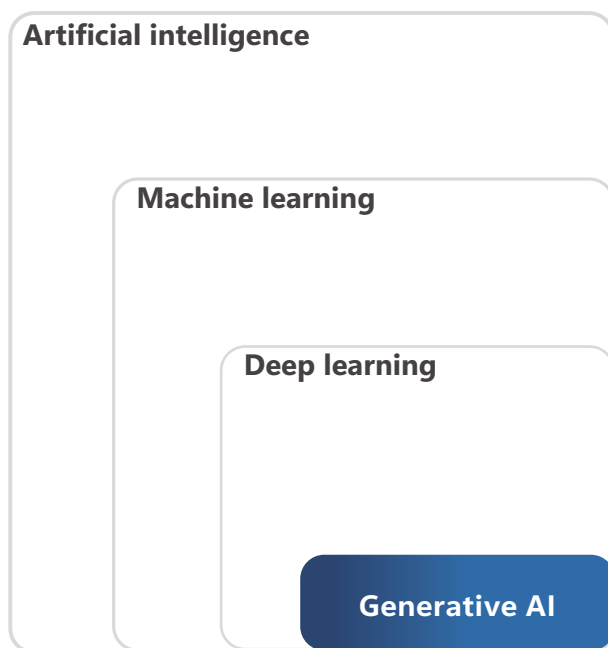 Artificial intelligence
Machine learning
Deep learning
Generative AI